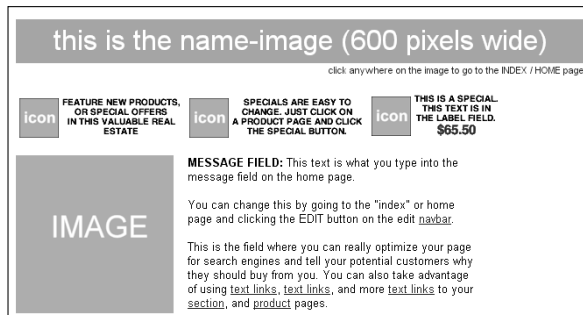 this is the name-image (600 pixels wide)
click anywhere on the image to go to the INDEX / HOME page
icon
FEATURE NEW PRODUCTS,
OR SPECIAL OFFERS
IN THIS VALUABLE REAL
ESTATE
icon
SPECIALS ARE EASY TO
CHANGE. JUST CLICK ON
A PRODUCT PAGE AND CLICK
THE SPECIAL BUTTON.
icon
THIS IS A SPECIAL.
THIS TEXT IS IN
THE LABEL FIELD.
$65.50
IMAGE
MESSAGE FIELD: This text is what you type into the
message field on the home page.
You can change this by going to the "index" or home
page and clicking the EDIT button on the edit navbar.
This is the field where you can really optimize your page
for search engines and tell your potential customers why
they should buy from you. You can also take advantage
of using text links, text links, and more text links to your
section, and product pages.